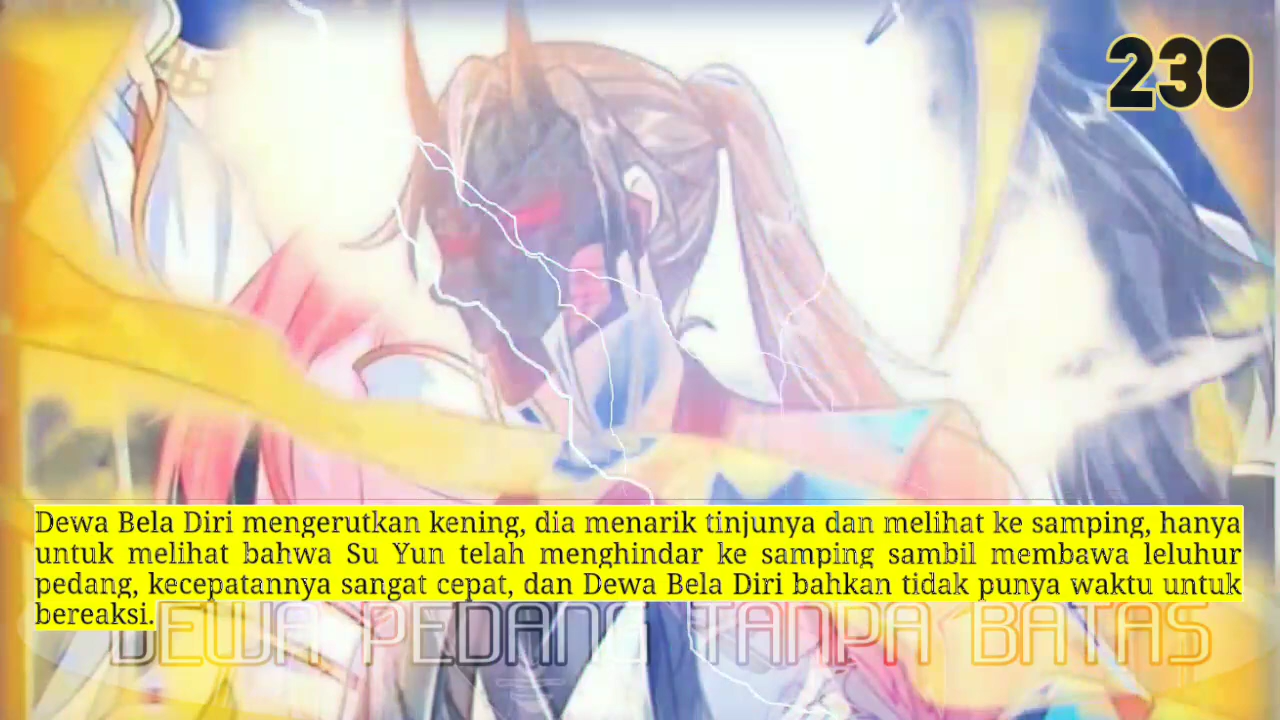 230
Dewa Bela Diri mengerutkan kening, dia menarik tinjunya dan melihat ke samping, hanya
untuk melihat bahwa Su Yun telah menghindar ke samping sambil membawa leluhur
pedang, kecepatannya sangat cepat, dan Dewa Bela Diri bahkan tidak punya waktu untuk
bereaksi.
DEWA PEDANG TANPA BATAS